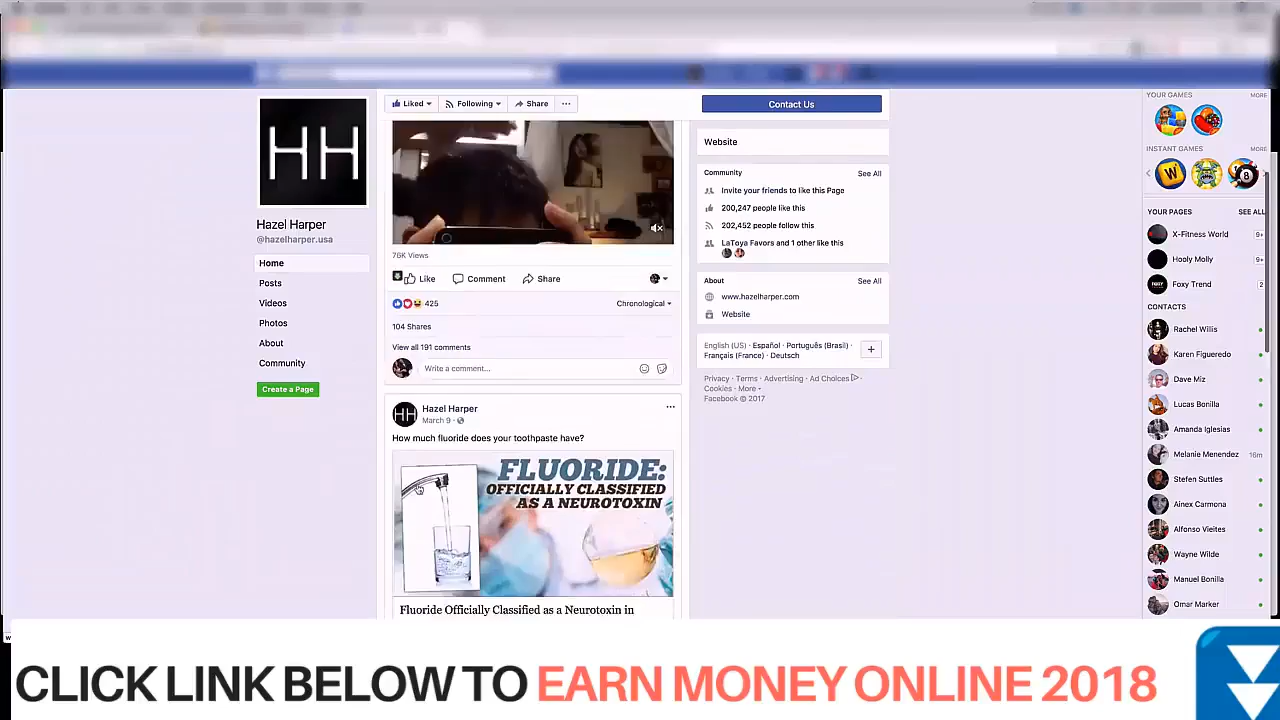 Liked
Following
Share
Contact Us
HH
Hazel Harper
@hazelharper.usa
Home
Posts
Videos
Photos
About
Community
Create a Page
76K Views
Like
Comment
Share
425
Chronological
104 Shares
View all 191 comments
Write a comment...
HH
Hazel Harper
March 9
How much fluoride does your toothpaste have?
FLUORIDE:
OFFICIALLY CLASSIFIED
AS A NEUROTOXIN
Fluoride Officially Classified as a Neurotoxin in
Website
Community
See All
Invite your friends to like this Page
200,247 people like this
202,452 people follow this
LaToya Favors and 1 other like this
About
See All
www.hazelharper.com
Website
English (US) · Español · Português (Brasil) ·
Français (France) · Deutsch
Privacy · Terms · Advertising · Ad Choices ·
Cookies · More
Facebook © 2017
YOUR GAMES
MORE
INSTANT GAMES
MORE
W
8
YOUR PAGES
SEE ALL
X-Fitness World
9+
Hooly Molly
9+
FOXY
Foxy Trend
2
CONTACTS
Rachel Willis
Karen Figueredo
Dave Miz
Lucas Bonilla
Amanda Iglesias
Melanie Menendez
16m
Stefen Suttles
Ainex Carmona
Alfonso Vieites
Wayne Wilde
Manuel Bonilla
Omar Marker
CLICK LINK BELOW TO EARN MONEY ONLINE 2018